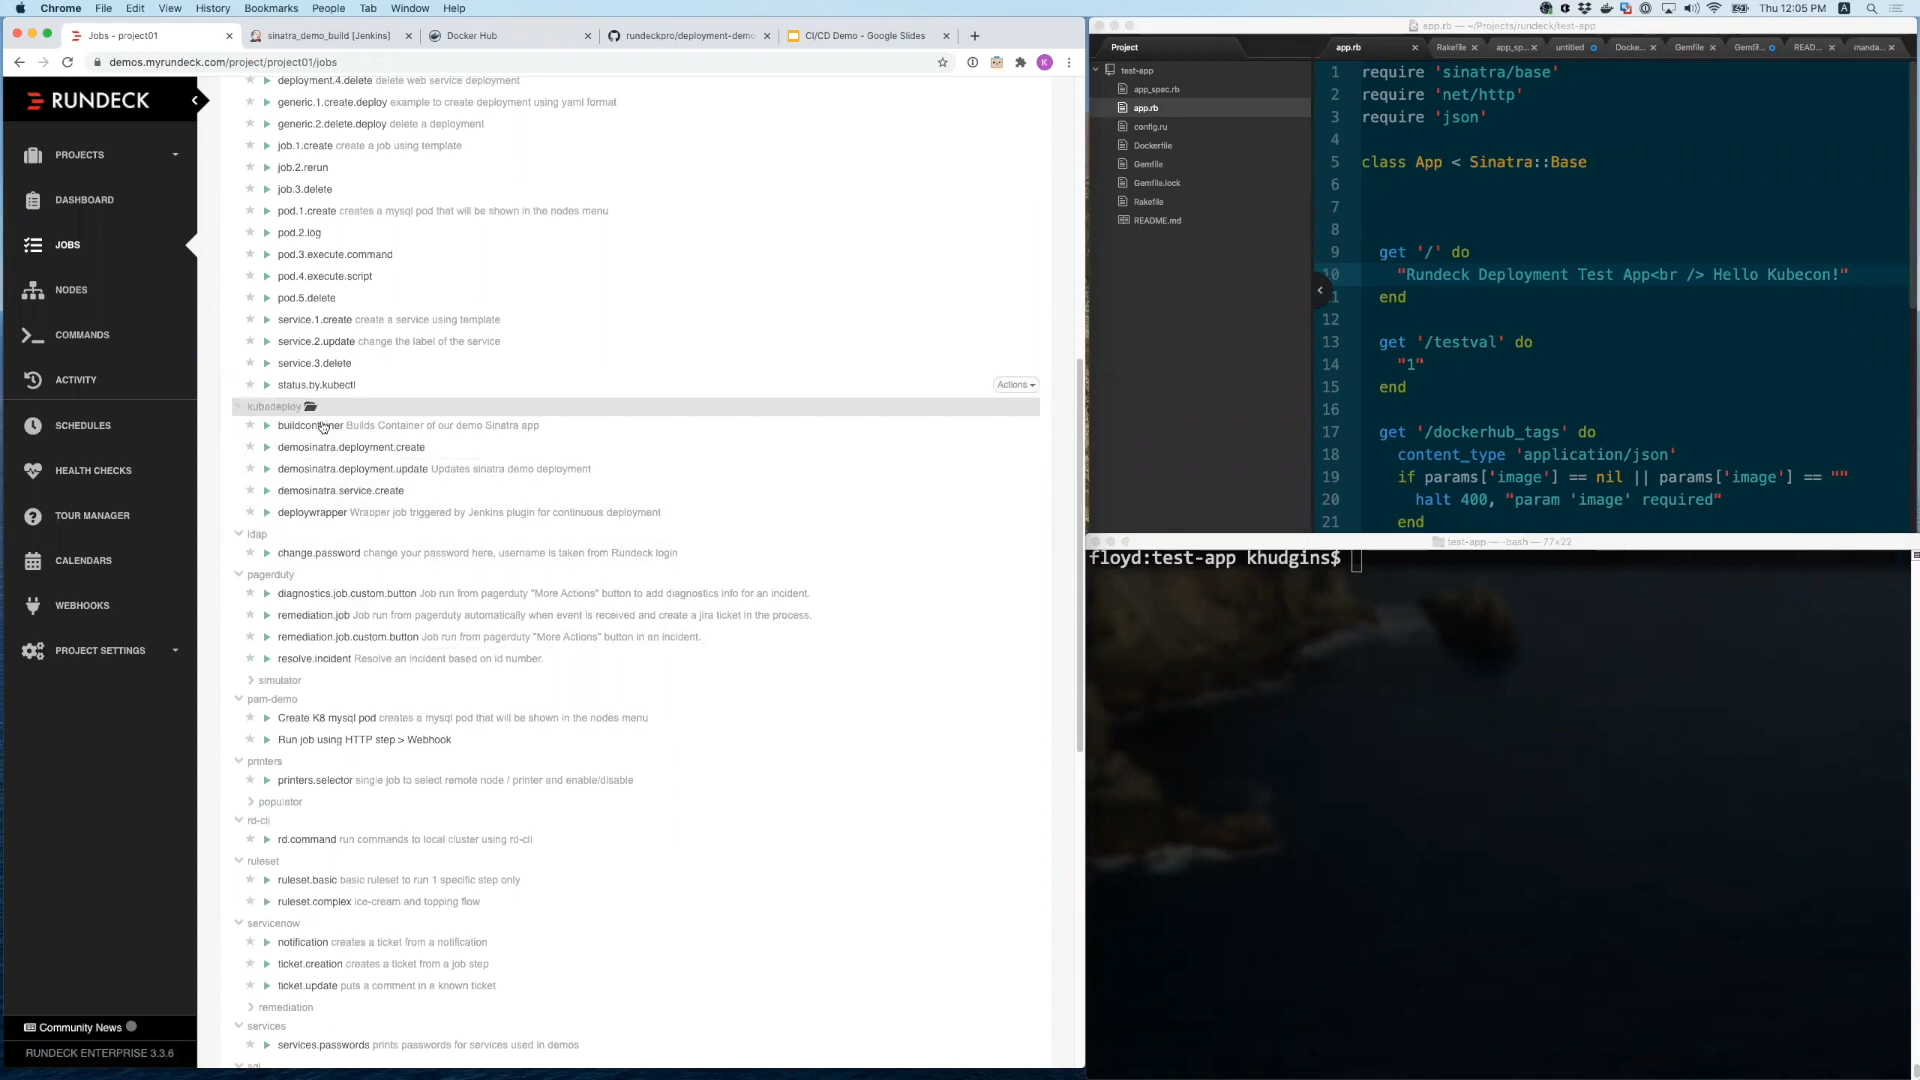 Chrome File Edit View History Bookmarks People Tab Window Help Thu 12:05 PM A
Jobs - project01 sinatra_demo_build [Jenkins] Docker Hub rundeckpro/deployment-demo CI/CD Demo - Google Slides
demos.myrundeck.com/project/project01/jobs K
RUNDECK
PROJECTS
DASHBOARD
JOBS
NODES
COMMANDS
ACTIVITY
SCHEDULES
HEALTH CHECKS
TOUR MANAGER
CALENDARS
WEBHOOKS
PROJECT SETTINGS
Community News
RUNDECK ENTERPRISE 3.3.6
deployment.4.delete delete web service deployment
generic.1.create.deploy example to create deployment using yaml format
generic.2.delete.deploy delete a deployment
job.1.create create a job using template
job.2.rerun
job.3.delete
pod.1.create creates a mysql pod that will be shown in the nodes menu
pod.2.log
pod.3.execute.command
pod.4.execute.script
pod.5.delete
service.1.create create a service using template
service.2.update change the label of the service
service.3.delete
status.by.kubectl Actions
kubedeploy
buildcontainer Builds Container of our demo Sinatra app
demosinatra.deployment.create
demosinatra.deployment.update Updates sinatra demo deployment
demosinatra.service.create
deploywrapper Wrapper job triggered by Jenkins plugin for continuous deployment
ldap
change.password change your password here, username is taken from Rundeck login
pagerduty
diagnostics.job.custom.button Job run from pagerduty "More Actions" button to add diagnostics info for an incident.
remediation.job Job run from pagerduty automatically when event is received and create a jira ticket in the process.
remediation.job.custom.button Job run from pagerduty "More Actions" button in an incident.
resolve.incident Resolve an incident based on id number.
simulator
pam-demo
Create K8 mysql pod creates a mysql pod that will be shown in the nodes menu
Run job using HTTP step > Webhook
printers
printers.selector single job to select remote node / printer and enable/disable
populator
rd-cli
rd.command run commands to local cluster using rd-cli
ruleset
ruleset.basic basic ruleset to run 1 specific step only
ruleset.complex ice-cream and topping flow
servicenow
notification creates a ticket from a notification
ticket.creation creates a ticket from a job step
ticket.update puts a comment in a known ticket
remediation
services
services.passwords prints passwords for services used in demos
app.rb — ~/Projects/rundeck/test-app
Project
test-app
app_spec.rb
app.rb
config.ru
Dockerfile
Gemfile
Gemfile.lock
Rakefile
README.md
app.rb Rakefile app_sp... untitled Docke... Gemfile Gemfil... READ... manda...
1 require 'sinatra/base'
2 require 'net/http'
3 require 'json'
4
5 class App < Sinatra::Base
6
7
8
9 get '/' do
10 "Rundeck Deployment Test App<br /> Hello Kubecon!"
11 end
12
13 get '/testval' do
14 "1"
15 end
16
17 get '/dockerhub_tags' do
18 content_type 'application/json'
19 if params['image'] == nil || params['image'] == ""
20 halt 400, "param 'image' required"
21 end
test-app — -bash — 77×22
floyd:test-app khudgins$